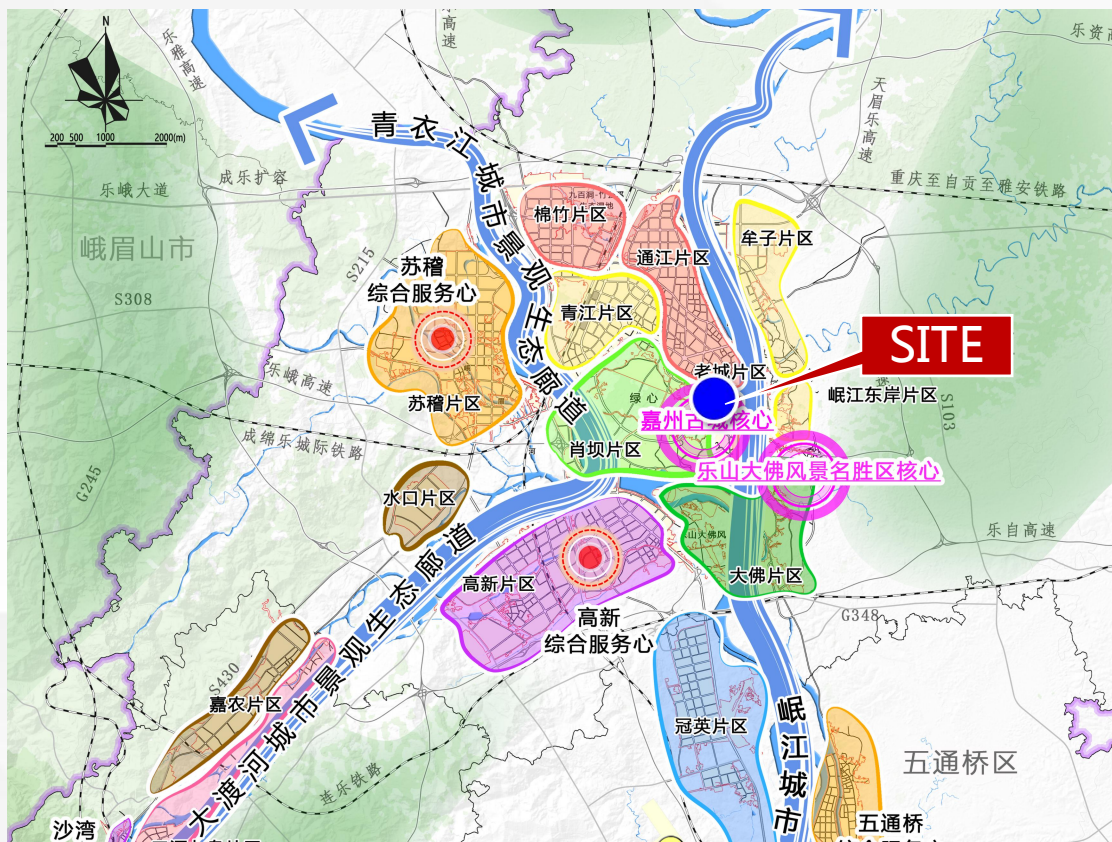 N
200 500 1000 2000(m)
乐雅高速
高速
乐资高
天眉乐高速
青衣江城市景观生态廊道
成乐扩容
乐峨大道
重庆至自贡至雅安铁路
峨眉山市
S215
S308
棉竹片区
通江片区
牟子片区
苏稽
综合服务心
青江片区
SITE
老城片区
岷江东岸片区
乐峨高速
绿心
苏稽片区
嘉州古城核心
S103
成绵乐城际铁路
肖坝片区
乐山大佛风景名胜区核心
G245
水口片区
乐自高速
山大佛风
高新片区
大佛片区
G348
高新
综合服务心
S430
嘉农片区
大渡河城市景观生态廊道
冠英片区
岷江城市
连乐铁路
五通桥区
沙湾
五通桥